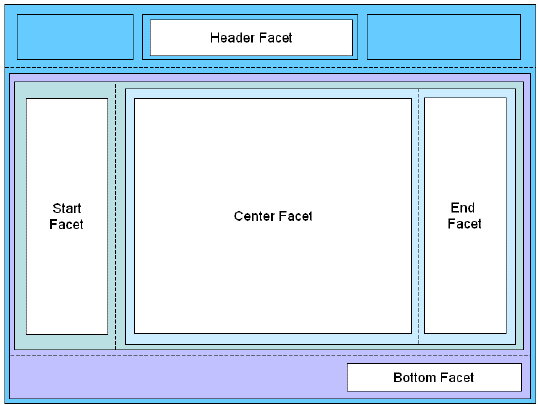 Header Facet
Start
Facet
Center Facet
End
Facet
Bottom Facet